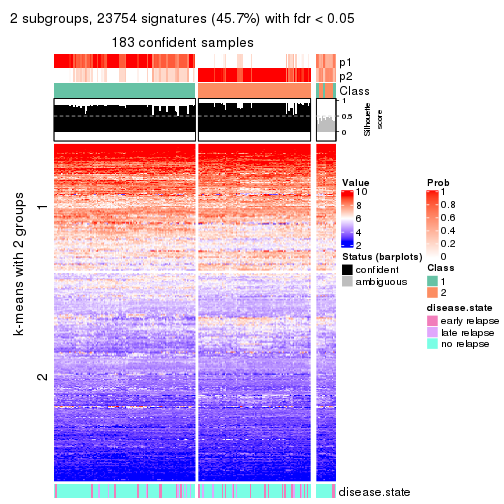 2 subgroups, 23754 signatures (45.7%) with fdr < 0.05
183 confident samples
p1
p2
Class
1
0.5
0
Silhouette
score
k-means with 2 groups
1
2
disease.state
Value
10
8
6
4
2
Status (barplots)
confident
ambiguous
Prob
1
0.8
0.6
0.4
0.2
0
Class
1
2
disease.state
early relapse
late relapse
no relapse